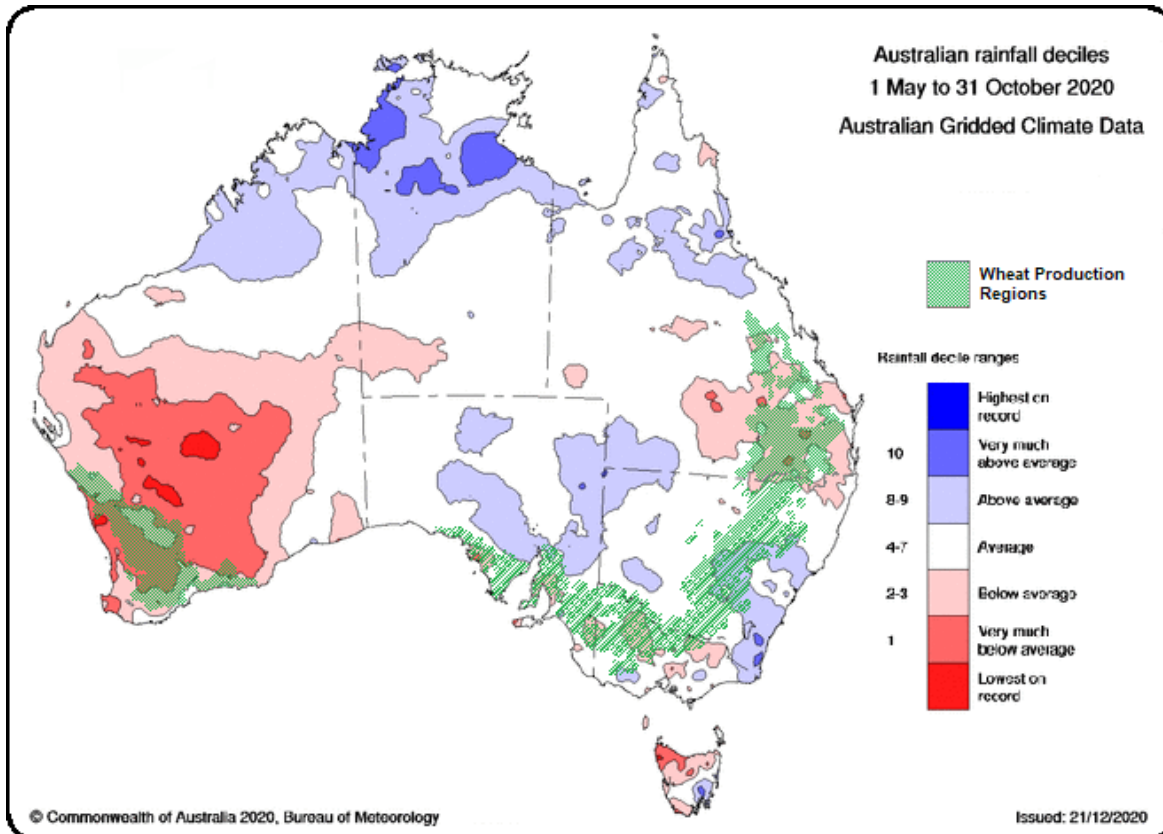 Australian rainfall deciles
1 May to 31 October 2020
Australian Gridded Climate Data
Wheat Production
Regions
Rainfall decile ranges
Highest on
record
10
Very much
above average
8-9
Above average
4-7
Average
2-3
Below average
1
Very much
below average
Lowest on
record
© Commonwealth of Australia 2020, Bureau of Meteorology
Issued: 21/12/2020